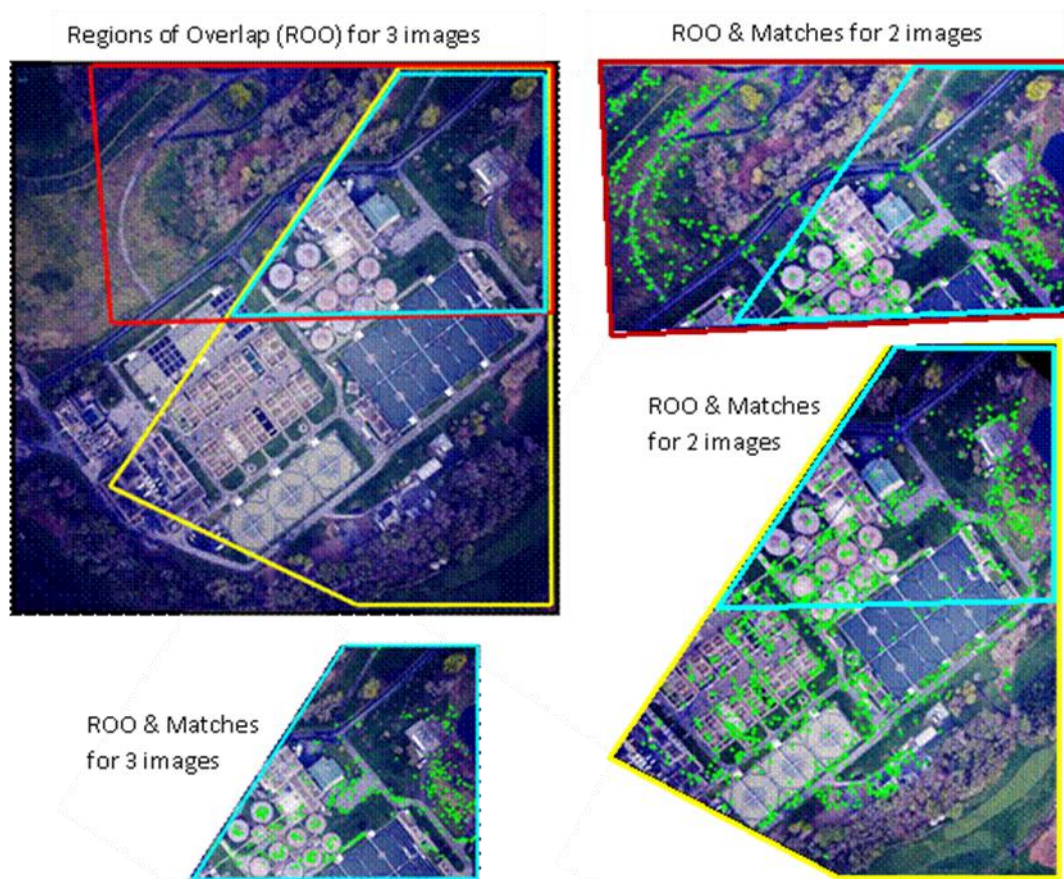 Regions of Overlap (ROO) for 3 images
ROO & Matches for 2 images
ROO & Matches
for 2 images
ROO & Matches
for 3 images